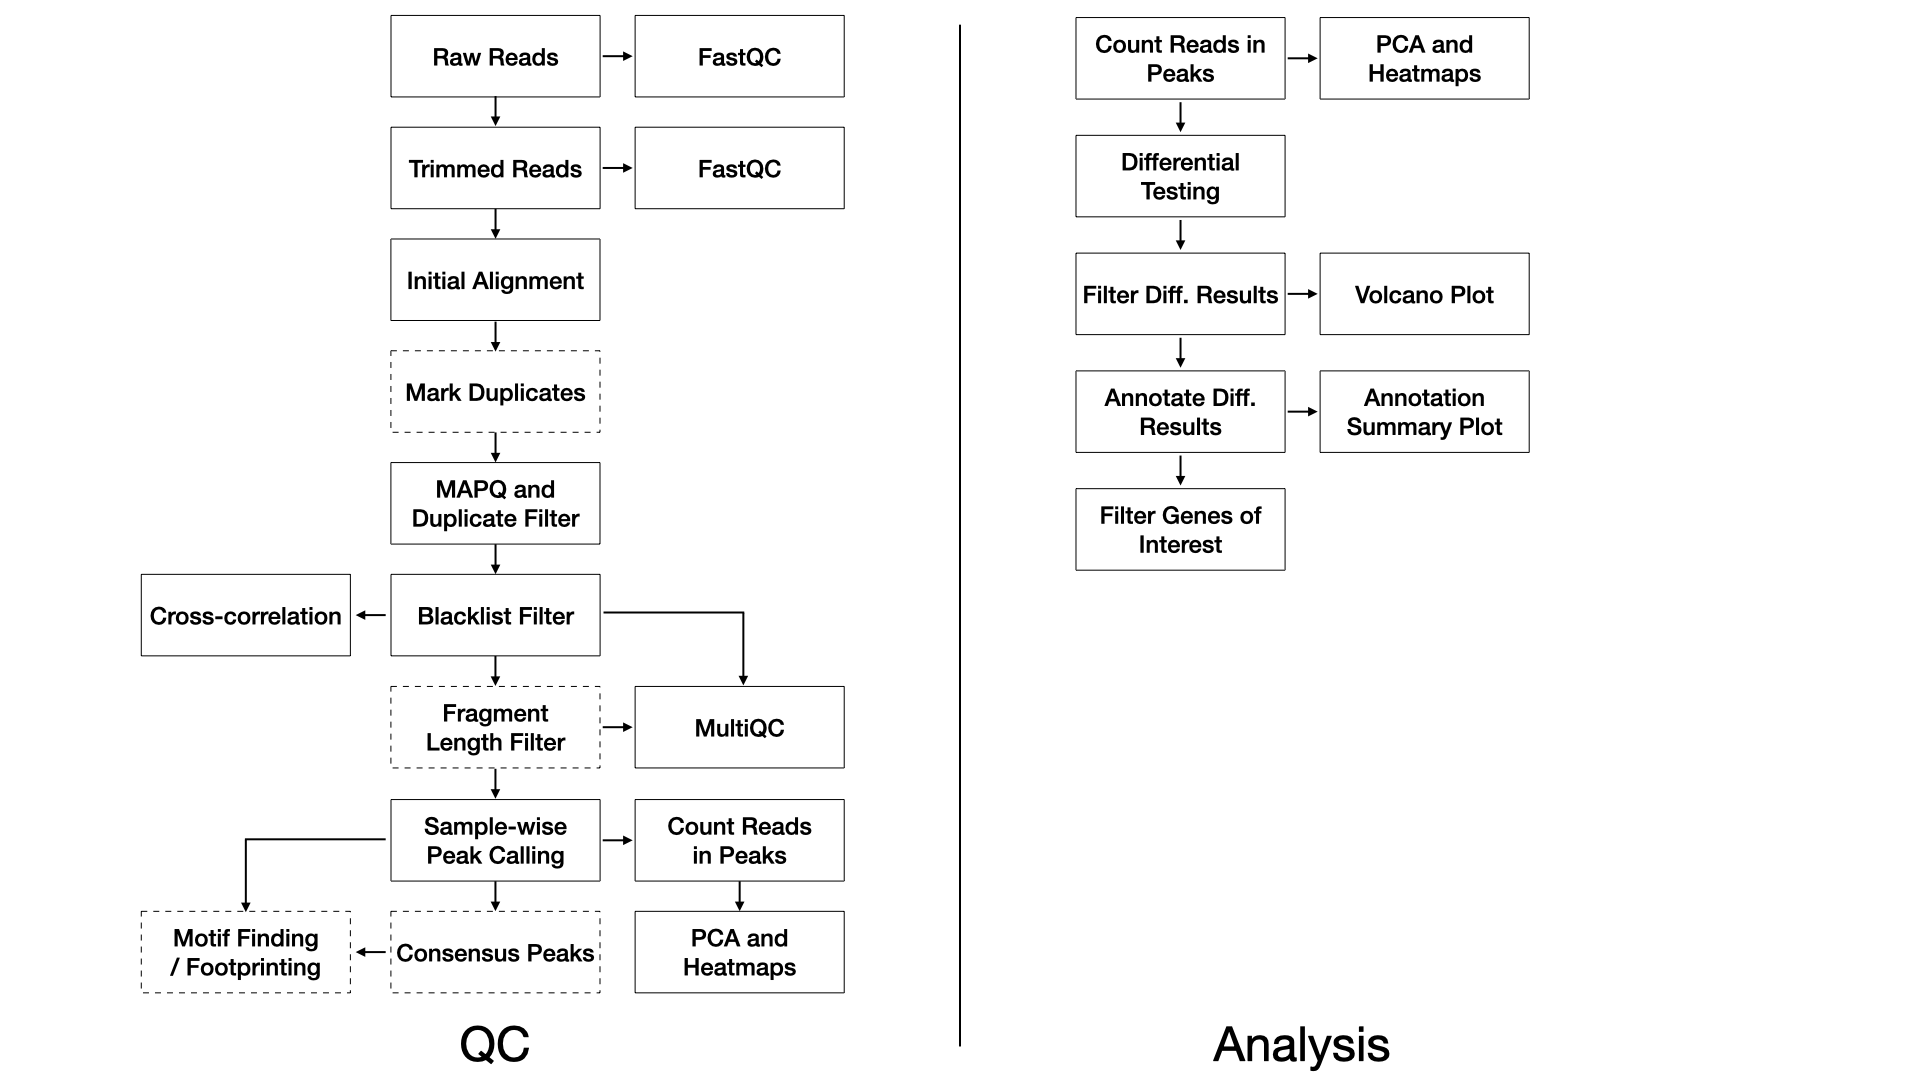 Raw Reads
FastQC
Trimmed Reads
FastQC
Initial Alignment
Mark Duplicates
MAPQ and
Duplicate Filter
Cross-correlation
Blacklist Filter
Fragment
Length Filter
MultiQC
Sample-wise
Peak Calling
Count Reads
in Peaks
Motif Finding
/ Footprinting
Consensus Peaks
PCA and
Heatmaps
QC
Count Reads in
Peaks
PCA and
Heatmaps
Differential
Testing
Filter Diff. Results
Volcano Plot
Annotate Diff.
Results
Annotation
Summary Plot
Filter Genes of
Interest
Analysis